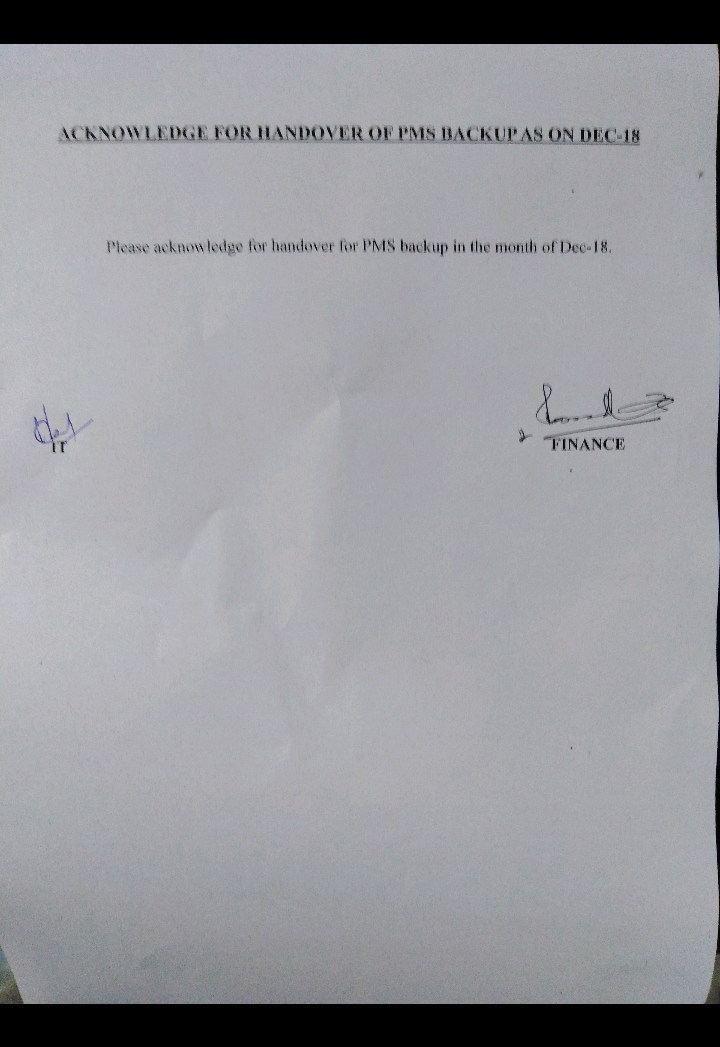 ACKNOWLEDGE FOR HANDOVER OF PMS BACKUP AS ON DEC-18
Please acknowledge for handover for PMS backup in the month of Dec-18.
IT
FINANCE